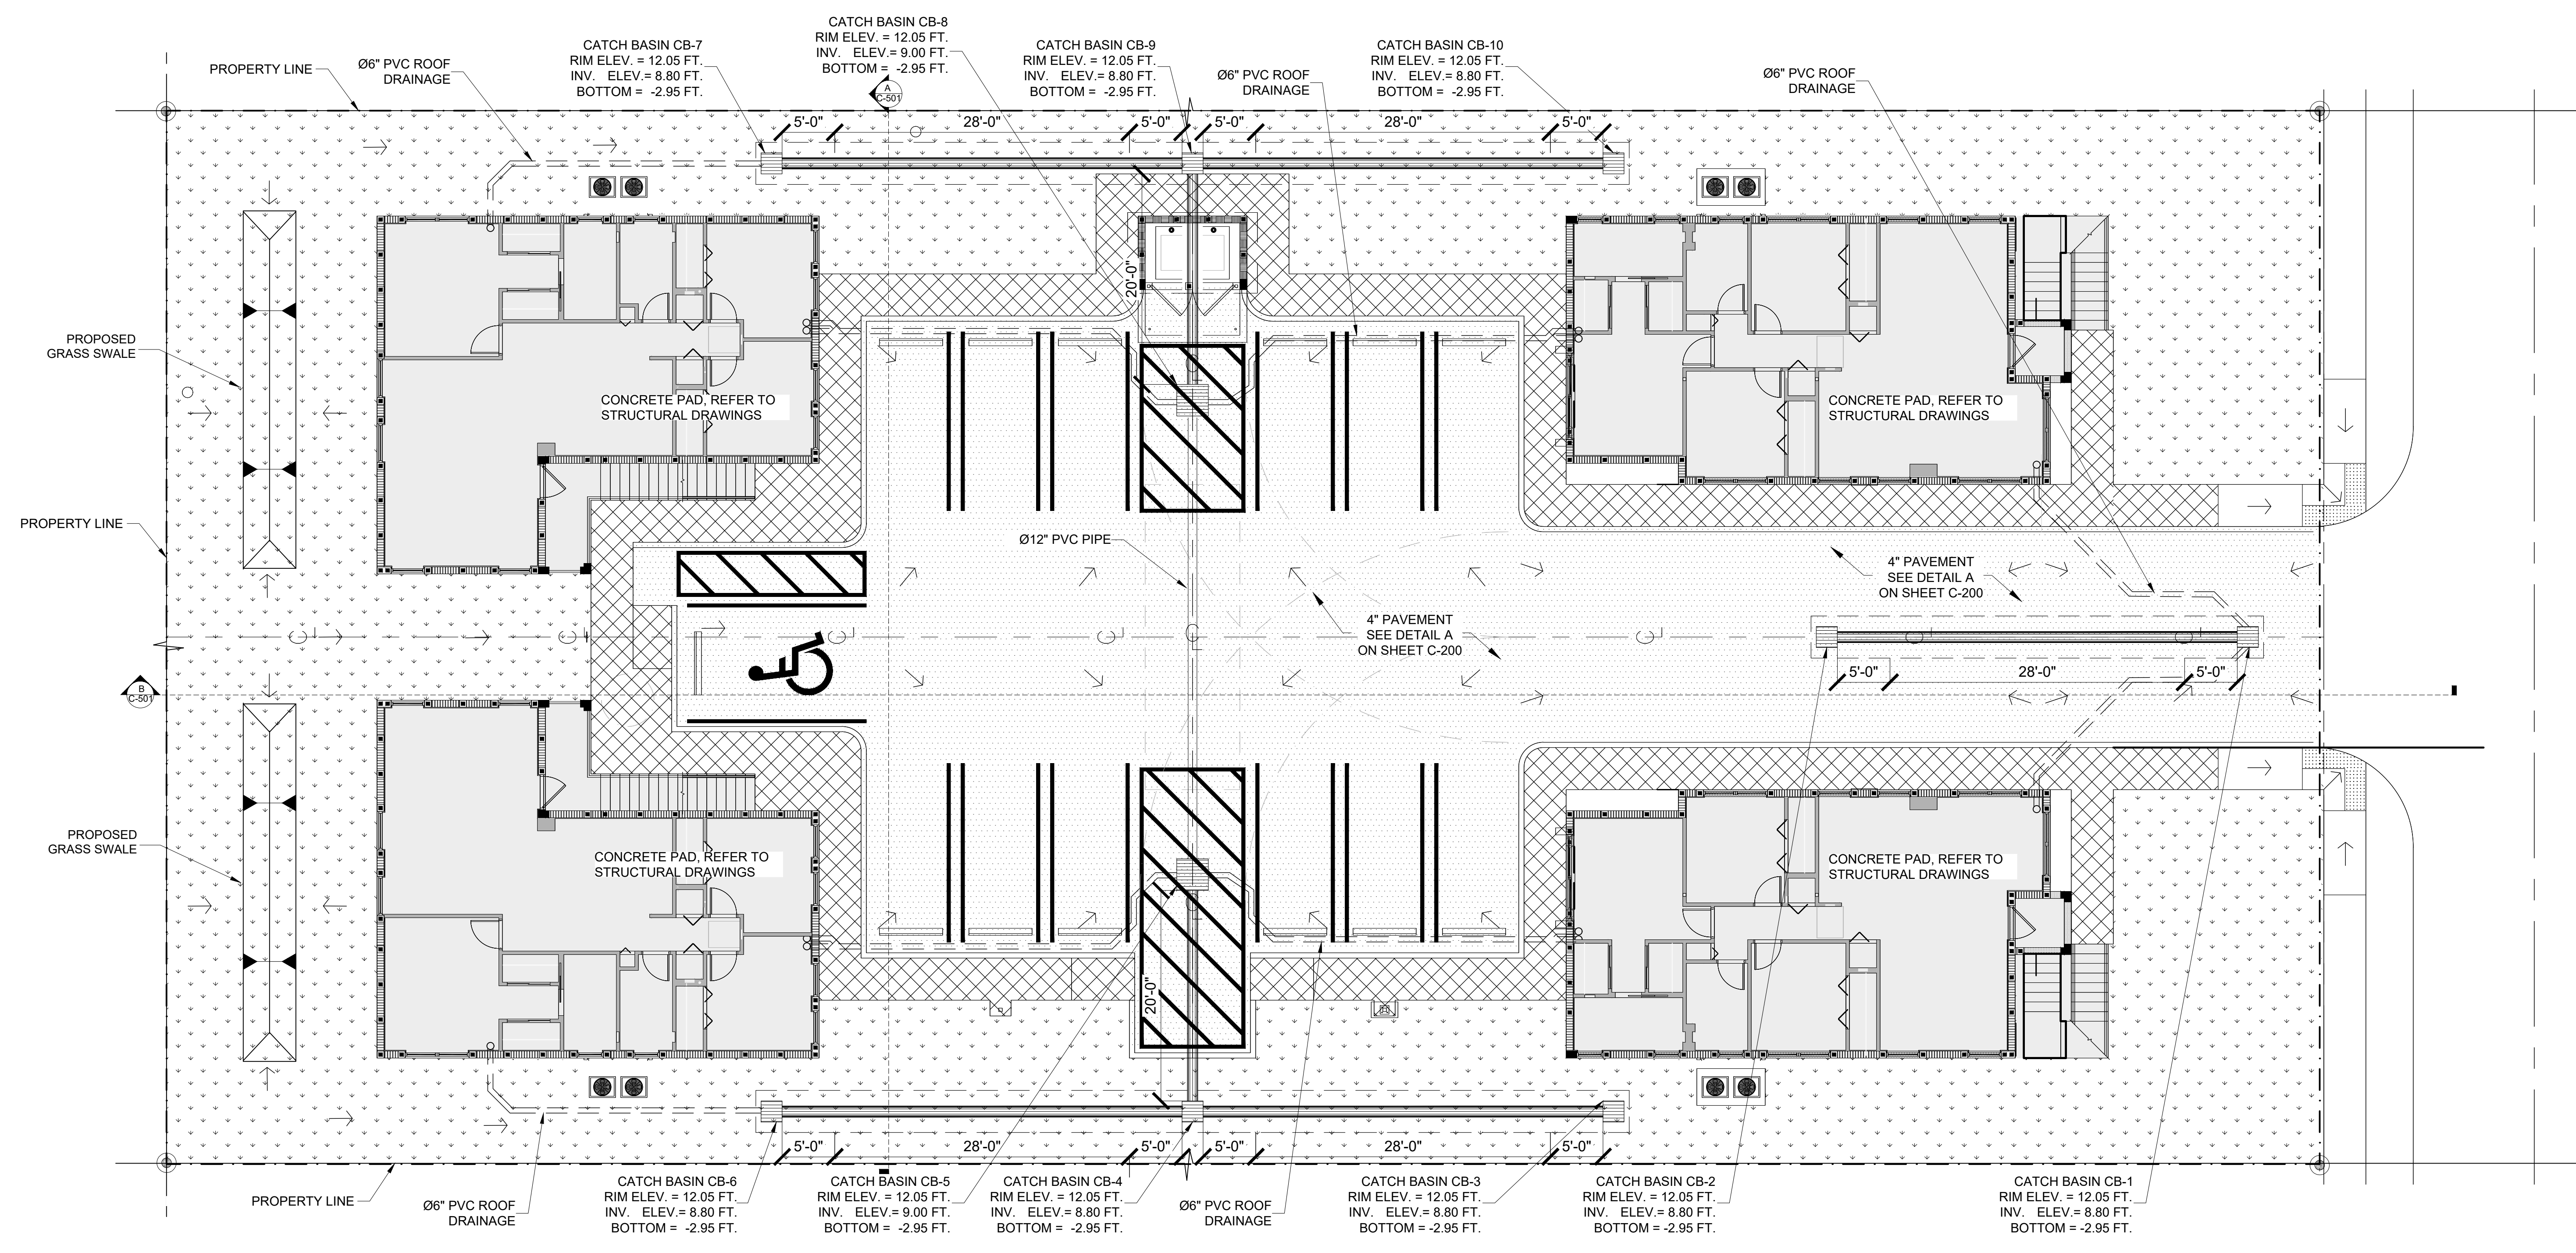 CATCH BASIN CB-8
RIM ELEV. = 12.05 FT.
INV. ELEV.= 9.00 FT.
BOTTOM = -2.95 FT.
CATCH BASIN CB-7
RIM ELEV. = 12.05 FT.
INV. ELEV.= 8.80 FT.
BOTTOM = -2.95 FT.
CATCH BASIN CB-9
RIM ELEV. = 12.05 FT.
INV. ELEV.= 8.80 FT.
BOTTOM = -2.95 FT.
CATCH BASIN CB-10
RIM ELEV. = 12.05 FT.
INV. ELEV.= 8.80 FT.
BOTTOM = -2.95 FT.
PROPERTY LINE
Ø6" PVC ROOF
DRAINAGE
Ø6" PVC ROOF
DRAINAGE
Ø6" PVC ROOF
DRAINAGE
A
C-501
5'-0"
28'-0"
5'-0"
5'-0"
28'-0"
5'-0"
20'-0"
PROPOSED
GRASS SWALE
CONCRETE PAD, REFER TO
STRUCTURAL DRAWINGS
CONCRETE PAD, REFER TO
STRUCTURAL DRAWINGS
PROPERTY LINE
Ø12" PVC PIPE
4" PAVEMENT
SEE DETAIL A
ON SHEET C-200
4" PAVEMENT
SEE DETAIL A
ON SHEET C-200
5'-0"
28'-0"
5'-0"
B
C-501
PROPOSED
GRASS SWALE
CONCRETE PAD, REFER TO
STRUCTURAL DRAWINGS
CONCRETE PAD, REFER TO
STRUCTURAL DRAWINGS
20'-0"
5'-0"
28'-0"
5'-0"
5'-0"
28'-0"
5'-0"
PROPERTY LINE
Ø6" PVC ROOF
DRAINAGE
CATCH BASIN CB-6
RIM ELEV. = 12.05 FT.
INV. ELEV.= 8.80 FT.
BOTTOM = -2.95 FT.
CATCH BASIN CB-5
RIM ELEV. = 12.05 FT.
INV. ELEV.= 9.00 FT.
BOTTOM = -2.95 FT.
CATCH BASIN CB-4
RIM ELEV. = 12.05 FT.
INV. ELEV.= 8.80 FT.
BOTTOM = -2.95 FT.
Ø6" PVC ROOF
DRAINAGE
CATCH BASIN CB-3
RIM ELEV. = 12.05 FT.
INV. ELEV.= 8.80 FT.
BOTTOM = -2.95 FT.
CATCH BASIN CB-2
RIM ELEV. = 12.05 FT.
INV. ELEV.= 8.80 FT.
BOTTOM = -2.95 FT.
CATCH BASIN CB-1
RIM ELEV. = 12.05 FT.
INV. ELEV.= 8.80 FT.
BOTTOM = -2.95 FT.